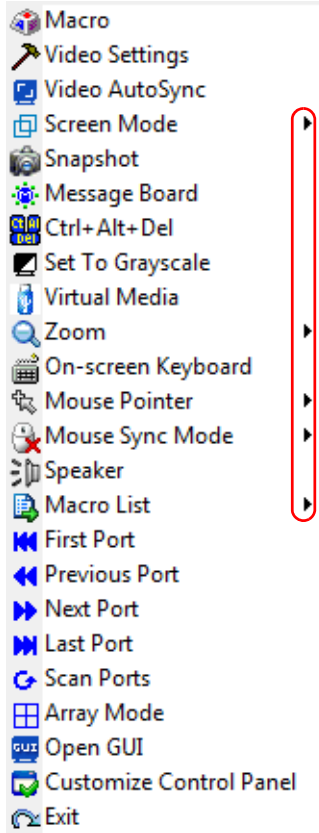 Macro
Video Settings
Video AutoSync
Screen Mode
Snapshot
Message Board
Ctrl+Alt+Del
Set To Grayscale
Virtual Media
Zoom
On-screen Keyboard
Mouse Pointer
Mouse Sync Mode
Speaker
Macro List
First Port
Previous Port
Next Port
Last Port
Scan Ports
Array Mode
GUI Open GUI
Customize Control Panel
Exit